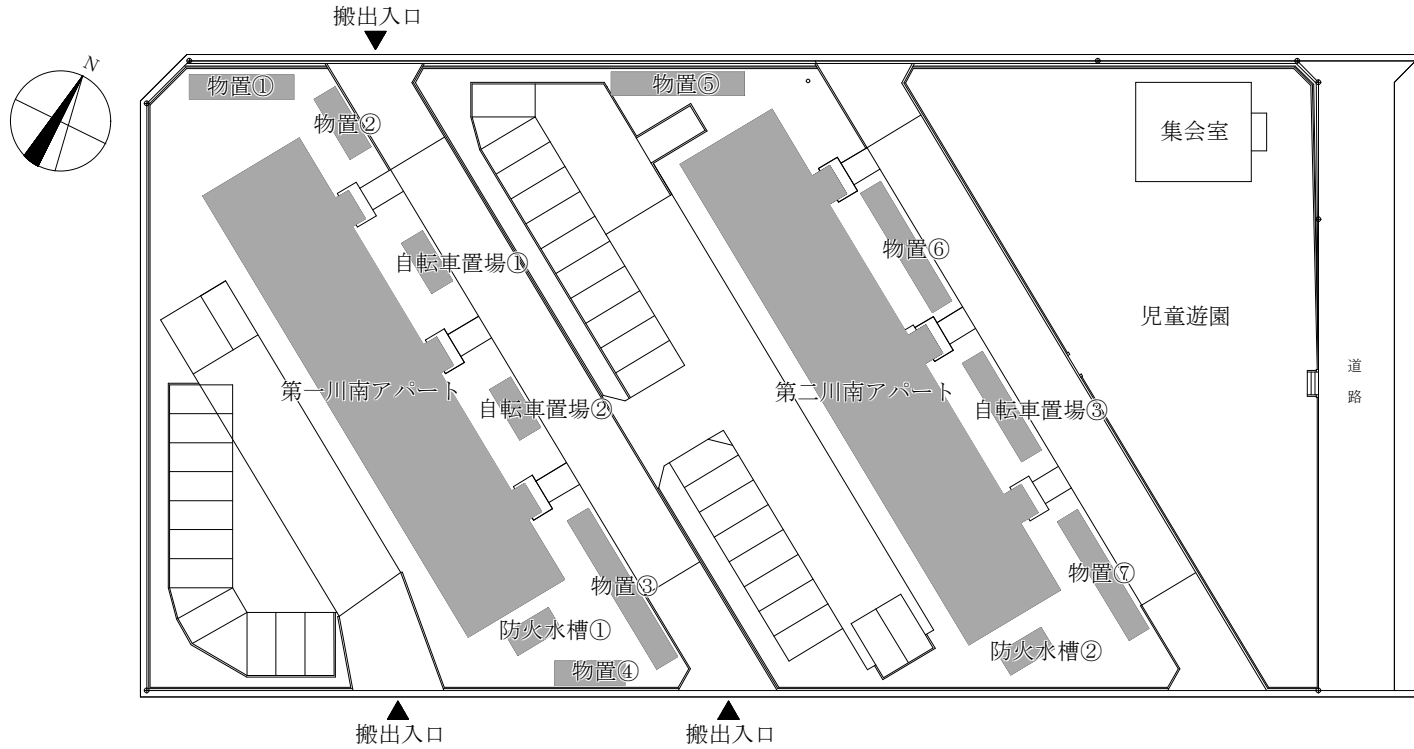 搬出入口
N
物置①
物置⑤
物置②
集会室
物置⑥
自転車置場①
児童遊園
道路
第一川南アパート
第二川南アパート
自転車置場②
自転車置場③
物置⑦
物置③
防火水槽①
防火水槽②
物置④
搬出入口
搬出入口